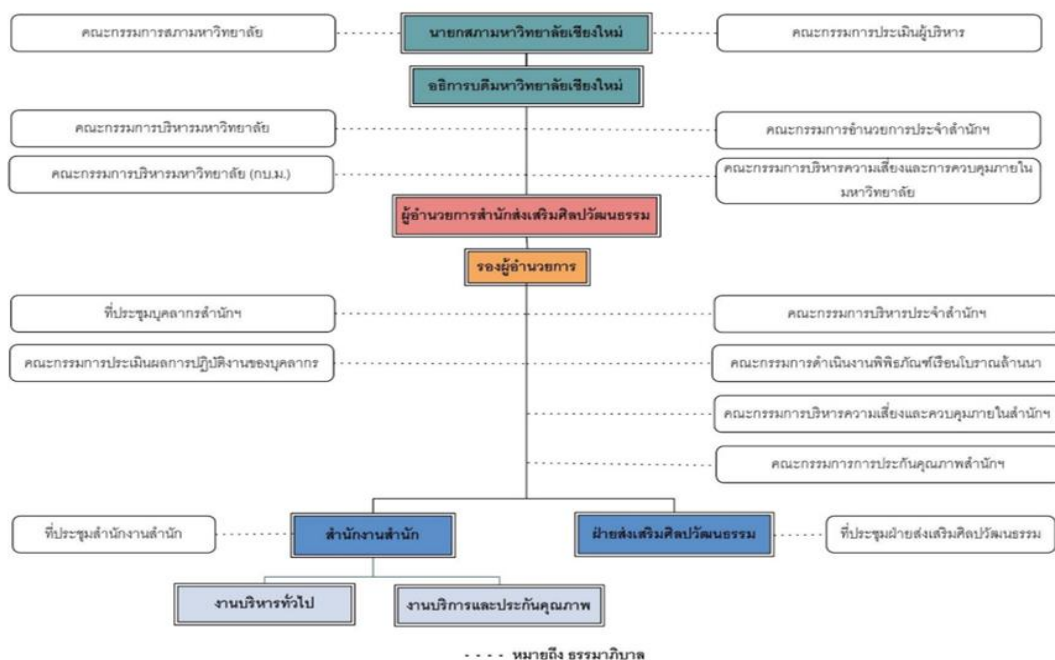 คณะกรรมการสภามหาวิทยาลัย
นายกสภามหาวิทยาลัยเชียงใหม่
คณะกรรมการประเมินผู้บริหาร
อธิการบดีมหาวิทยาลัยเชียงใหม่
คณะกรรมการบริหารมหาวิทยาลัย
คณะกรรมการอำนวยการประจำสำนักฯ
คณะกรรมการบริหารมหาวิทยาลัย (กบ.ม.)
คณะกรรมการบริหารความเสี่ยงและการควบคุมภายใน
มหาวิทยาลัย
ผู้อำนวยการสำนักส่งเสริมศิลปวัฒนธรรม
รองผู้อำนวยการ
ที่ประชุมบุคลากรสำนักฯ
คณะกรรมการบริหารประจำสำนักฯ
คณะกรรมการประเมินผลการปฏิบัติงานของบุคลากร
คณะกรรมการดำเนินงานพิพิธภัณฑ์เรือนโบราณล้านนา
คณะกรรมการบริหารความเสี่ยงและควบคุมภายในสำนักฯ
คณะกรรมการการประกันคุณภาพสำนักฯ
ที่ประชุมสำนักงานสำนัก
สำนักงานสำนัก
ฝ่ายส่งเสริมศิลปวัฒนธรรม
ที่ประชุมฝ่ายส่งเสริมศิลปวัฒนธรรม
งานบริหารทั่วไป
งานบริการและประกันคุณภาพ
- - - - หมายถึง ธรรมาภิบาล